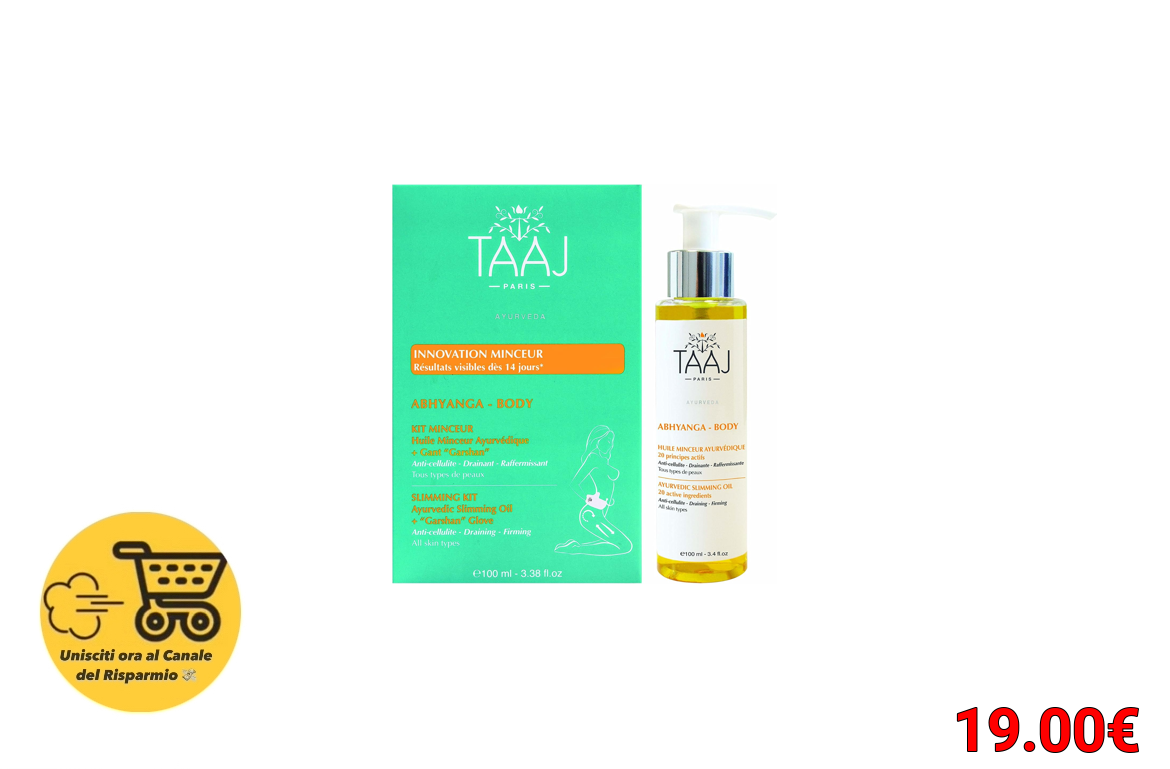 TAAJ
PARIS
AYURVEDA
INNOVATION MINCEUR
Résultats visibles dès 14 jours*
ABHYANGA - BODY
KIT MINCEUR
Huile Minceur Ayurvédique
+ Gant "Garshan"
Anti-cellulite - Drainant - Raffermissant
Tous types de peaux
SLIMMING KIT
Ayurvedic Slimming Oil
+ "Garshan" Glove
Anti-cellulite - Draining - Firming
All skin types
℮100 ml - 3.38 fl.oz
TAAJ
PARIS
AYURVEDA
ABHYANGA - BODY
HUILE MINCEUR AYURVÉDIQUE
20 principes actifs
Anti-cellulite - Drainante - Raffermissante
Tous types de peaux
AYURVEDIC SLIMMING OIL
20 active ingredients
Anti-cellulite - Draining - Firming
All skin types
℮100 ml - 3.4 fl.oz
Unisciti ora al Canale
del Risparmio 💸
19.00€